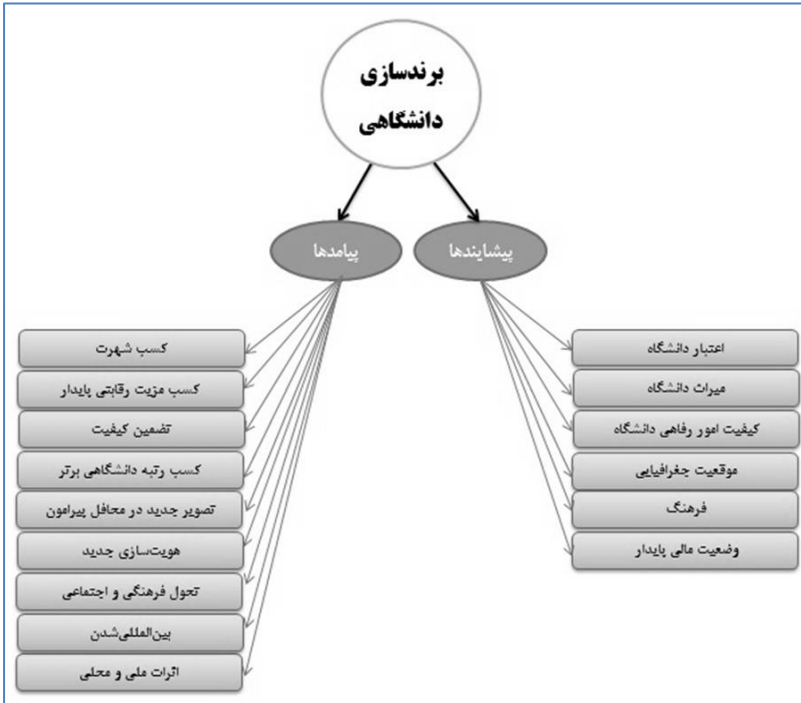 برندسازی
دانشگاهی
پیشایندها
پیامدها
اعتبار دانشگاه
میراث دانشگاه
کیفیت امور رفاهی دانشگاه
موقعیت جغرافیایی
فرهنگ
وضعیت مالی پایدار
کسب شهرت
کسب مزیت رقابتی پایدار
تضمین کیفیت
کسب رتبه دانشگاهی برتر
تصویر جدید در محافل پیرامون
هویت‌سازی جدید
تحول فرهنگی و اجتماعی
بین‌المللی‌شدن
اثرات ملی و محلی